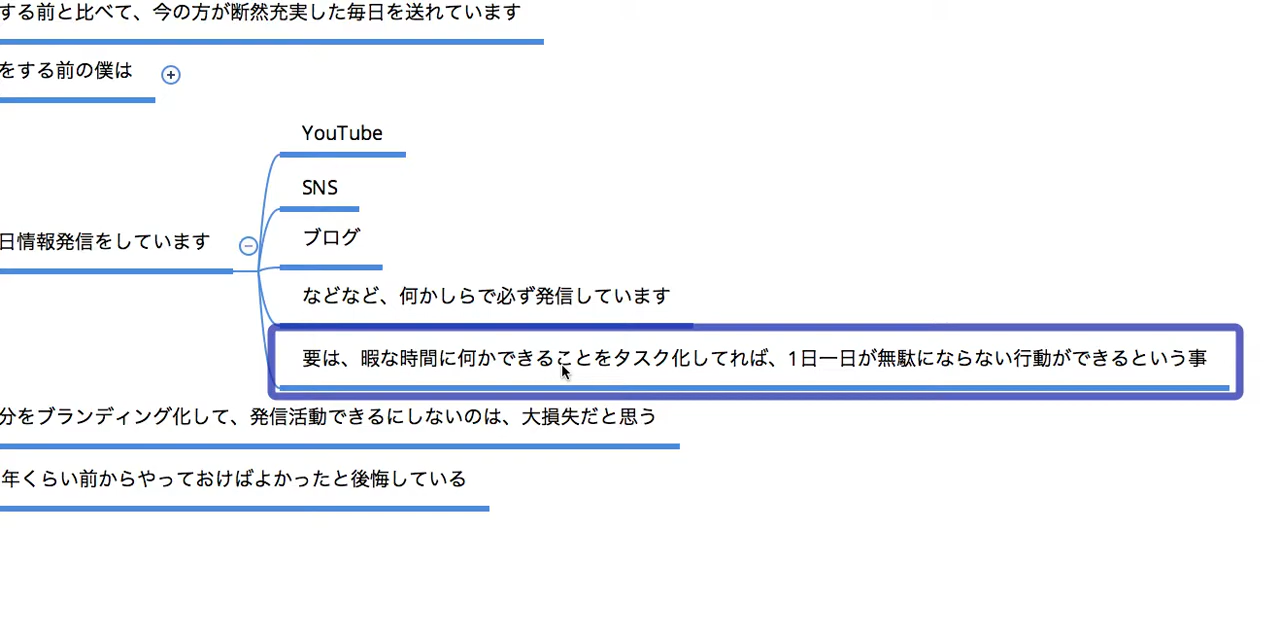 する前と比べて、今の方が断然充実した毎日を送れています
をする前の僕は
YouTube
SNS
日情報発信をしています
ブログ
などなど、何かしらで必ず発信しています
要は、暇な時間に何かできることをタスク化してれば、1日一日が無駄にならない行動ができるという事
分をブランディング化して、発信活動できるにしないのは、大損失だと思う
年くらい前からやっておけばよかったと後悔している